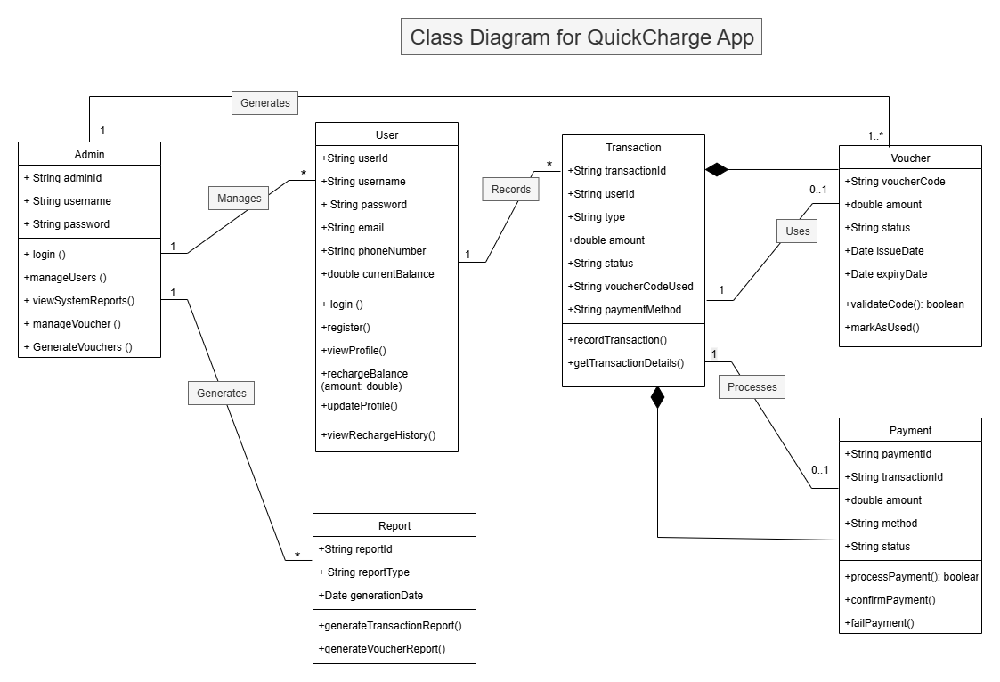 Class Diagram for QuickCharge App
Generates
1
1..*
Admin
+ String adminId
+ String username
+ String password
+ login ()
+manageUsers ()
+ viewSystemReports()
+ manageVoucher ()
+ GenerateVouchers ()
1
Manages
*
1
Generates
*
User
+String userId
+String username
+ String password
+String email
+String phoneNumber
+double currentBalance
+ login ()
+register()
+viewProfile()
+rechargeBalance
(amount: double)
+updateProfile()
+viewRechargeHistory()
1
Records
*
Transaction
+String transactionId
+String userId
+String type
+double amount
+String status
+String voucherCodeUsed
+String paymentMethod
+recordTransaction()
+getTransactionDetails()
1
Uses
0..1
1
Processes
0..1
Voucher
+String voucherCode
+double amount
+String status
+Date issueDate
+Date expiryDate
+validateCode(): boolean
+markAsUsed()
Payment
+String paymentId
+String transactionId
+double amount
+String method
+String status
+processPayment(): boolear
+confirmPayment()
+failPayment()
Report
+String reportId
+ String reportType
+Date generationDate
+generateTransactionReport()
+generateVoucherReport()